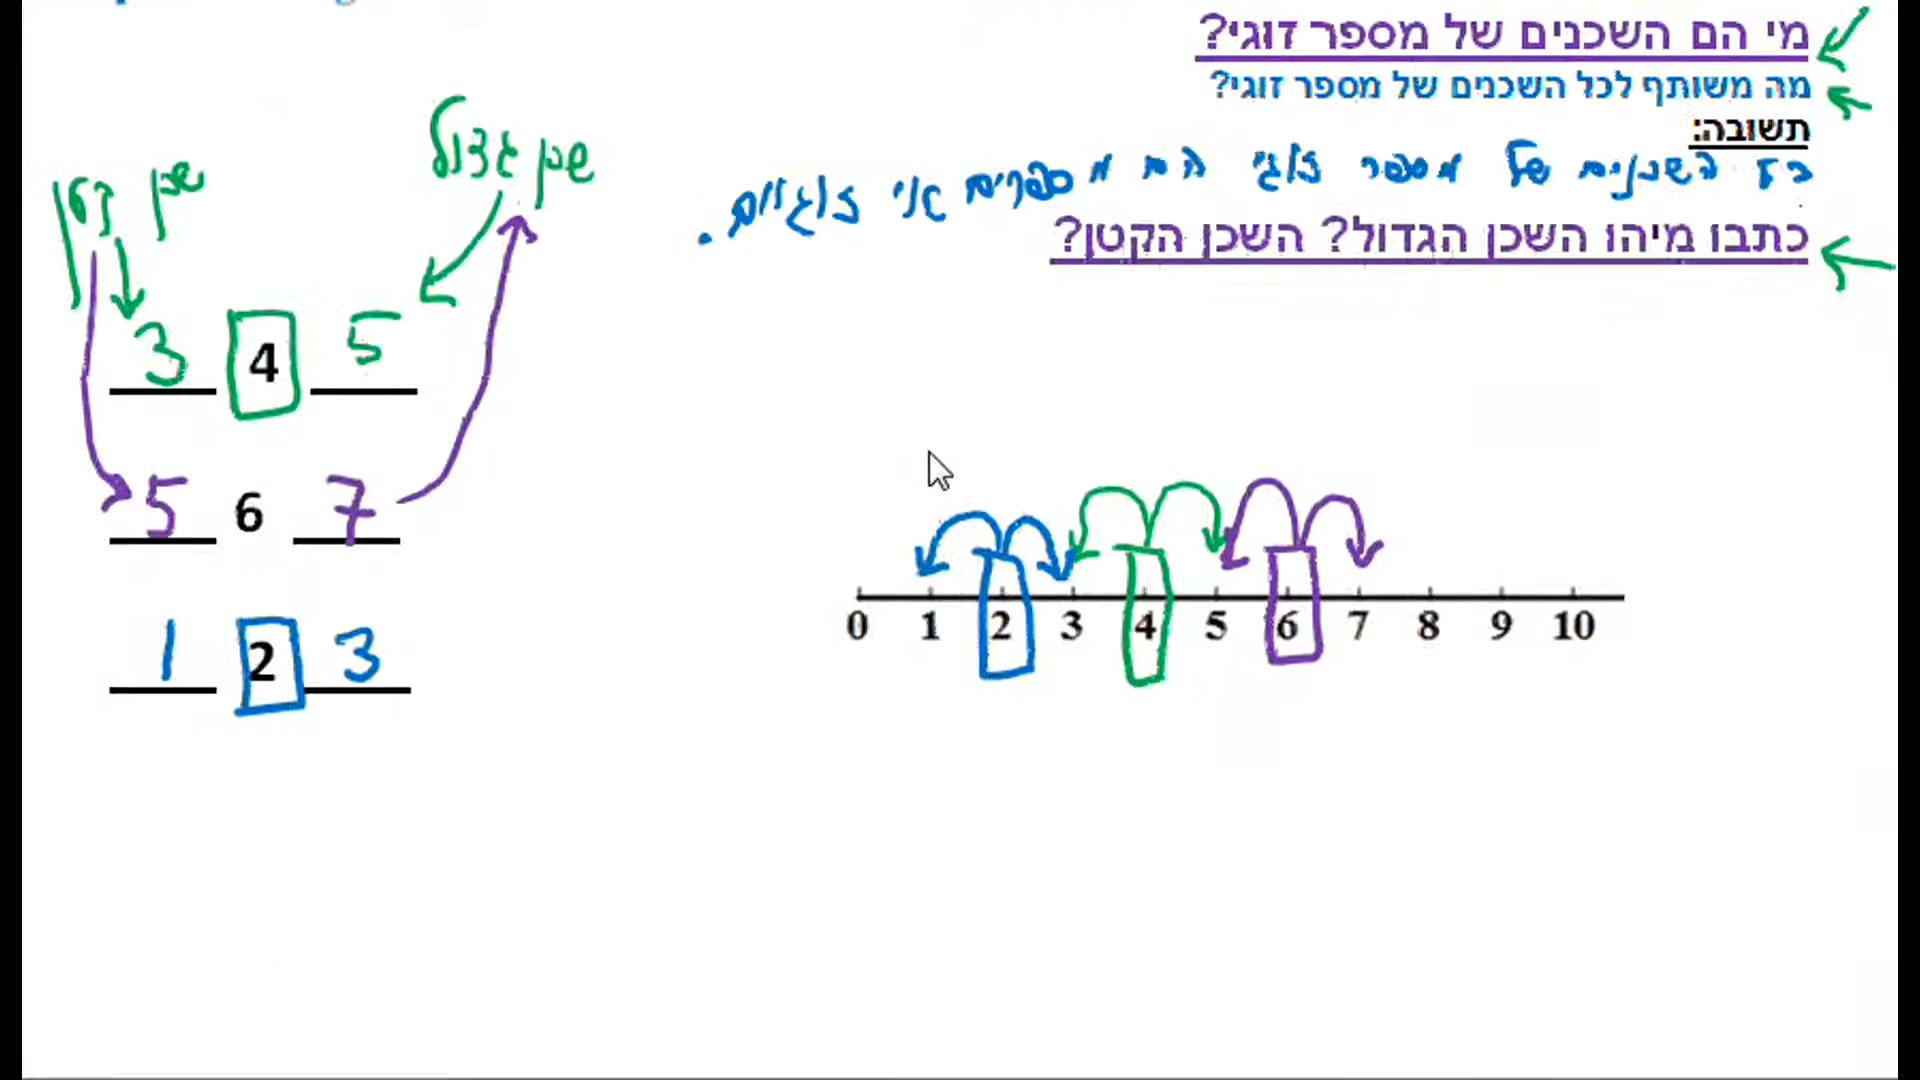 מי הם השכנים של מספר זוגי?
מה משותף לכל השכנים של מספר זוגי?
תשובה:
כל השכנים של מספר זוגי הם מספרים אי זוגיים.
כתבו מיהו השכן הגדול? השכן הקטן?
שכן קטן
שכן גדול
3 4 5
5 6 7
1 2 3
0 1 2 3 4 5 6 7 8 9 10